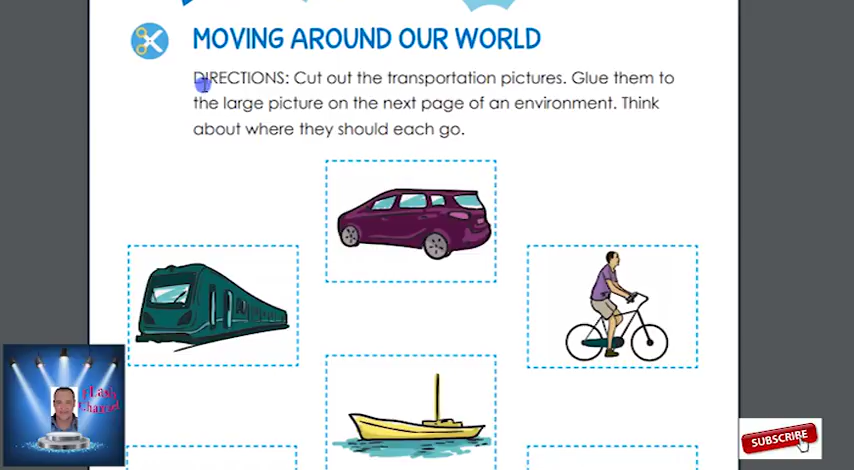 MOVING AROUND OUR WORLD
DIRECTIONS: Cut out the transportation pictures. Glue them to
the large picture on the next page of an environment. Think
about where they should each go.
SUBSCRIBE